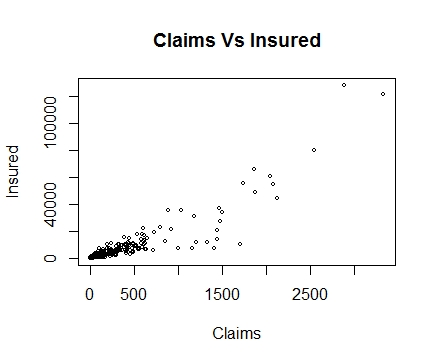 Claims Vs Insured
Insured
100000
40000
0
0 500 1500 2500
Claims